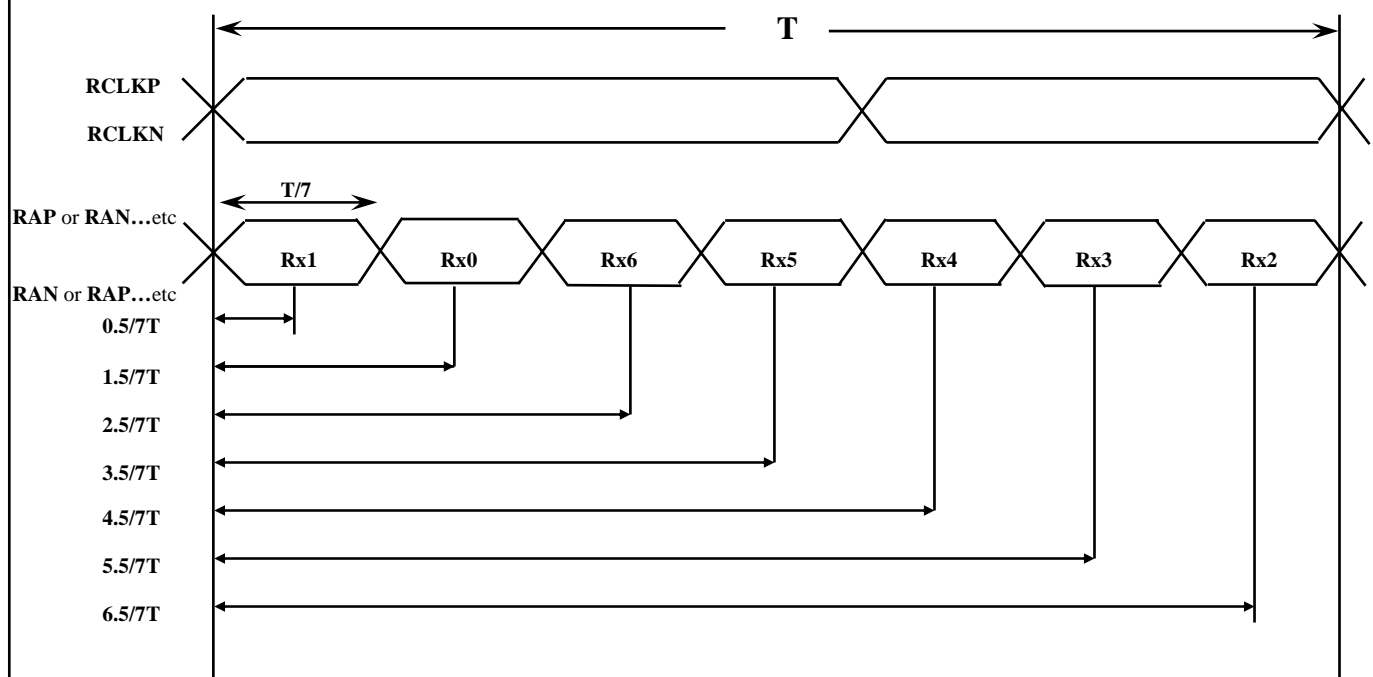 T
RCLKP
RCLKN
T/7
RAP or RAN…etc
Rx1 Rx0 Rx6 Rx5 Rx4 Rx3 Rx2
RAN or RAP…etc
0.5/7T
1.5/7T
2.5/7T
3.5/7T
4.5/7T
5.5/7T
6.5/7T